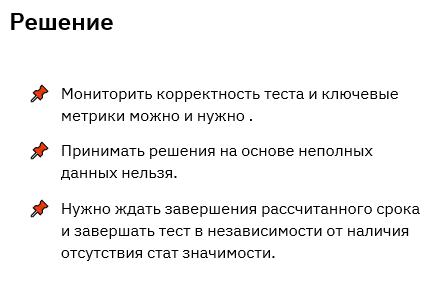 Решение
Мониторить корректность теста и ключевые
метрики можно и нужно .
Принимать решения на основе неполных
данных нельзя.
Нужно ждать завершения рассчитанного срока
и завершать тест в независимости от наличия
отсутствия стат значимости.